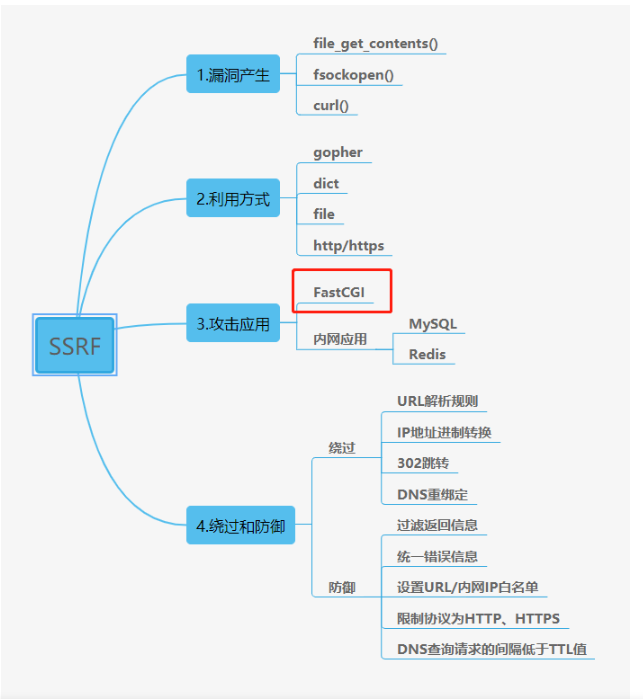 SSRF
1.漏洞产生
file_get_contents()
fsockopen()
curl()
2.利用方式
gopher
dict
file
http/https
3.攻击应用
FastCGI
内网应用
MySQL
Redis
4.绕过和防御
绕过
URL解析规则
IP地址进制转换
302跳转
DNS重绑定
防御
过滤返回信息
统一错误信息
设置URL/内网IP白名单
限制协议为HTTP、HTTPS
DNS查询请求的间隔低于TTL值